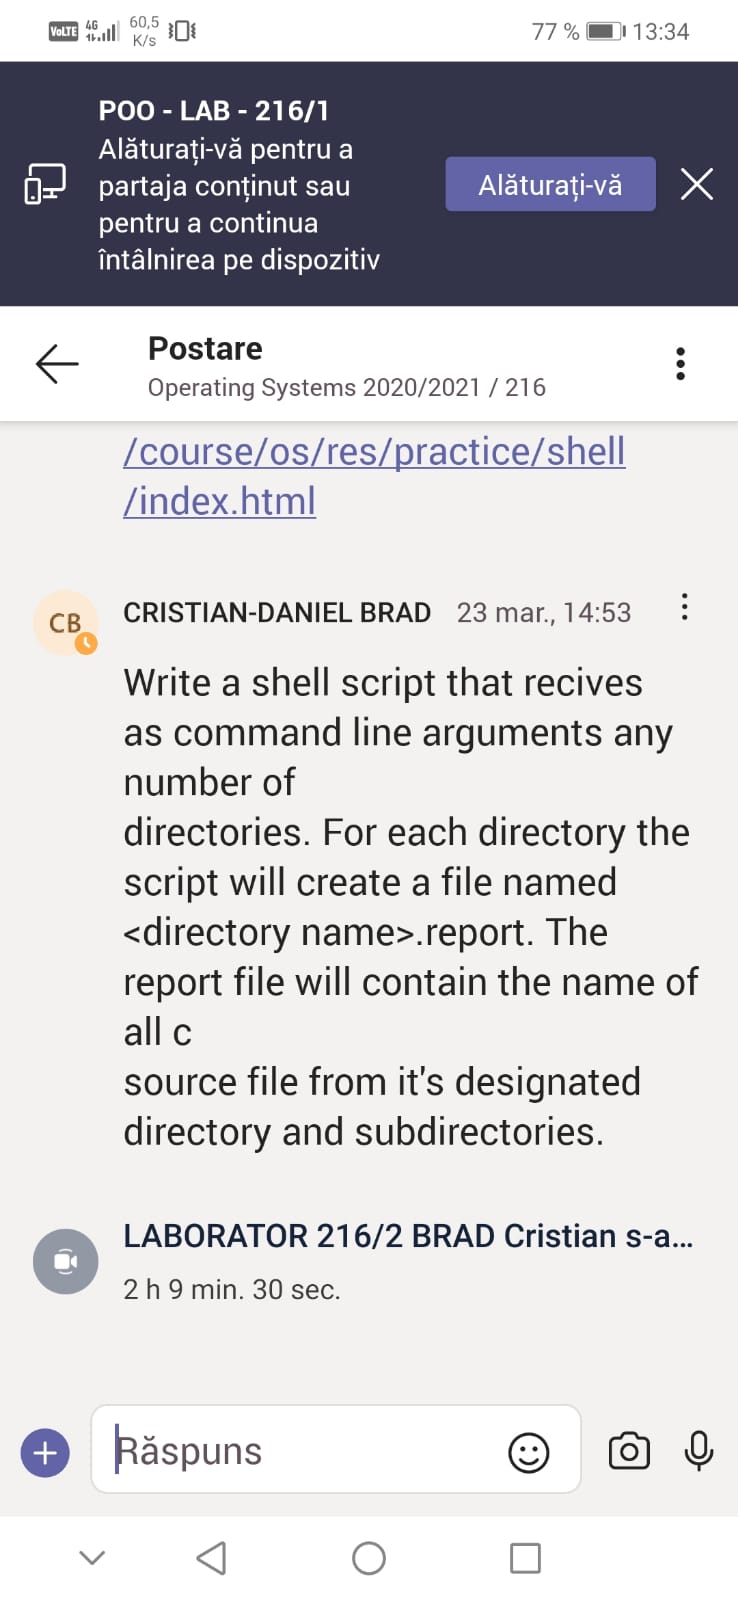 VoLTE 4G 60,5 K/s 77 % 13:34
POO - LAB - 216/1
Alăturați-vă pentru a
partaja conținut sau
pentru a continua
întâlnirea pe dispozitiv
Alăturați-vă
Postare
Operating Systems 2020/2021 / 216
/course/os/res/practice/shell
/index.html
CB
CRISTIAN-DANIEL BRAD 23 mar., 14:53
Write a shell script that recives
as command line arguments any
number of
directories. For each directory the
script will create a file named
<directory name>.report. The
report file will contain the name of
all c
source file from it's designated
directory and subdirectories.
LABORATOR 216/2 BRAD Cristian s-a...
2 h 9 min. 30 sec.
Răspuns